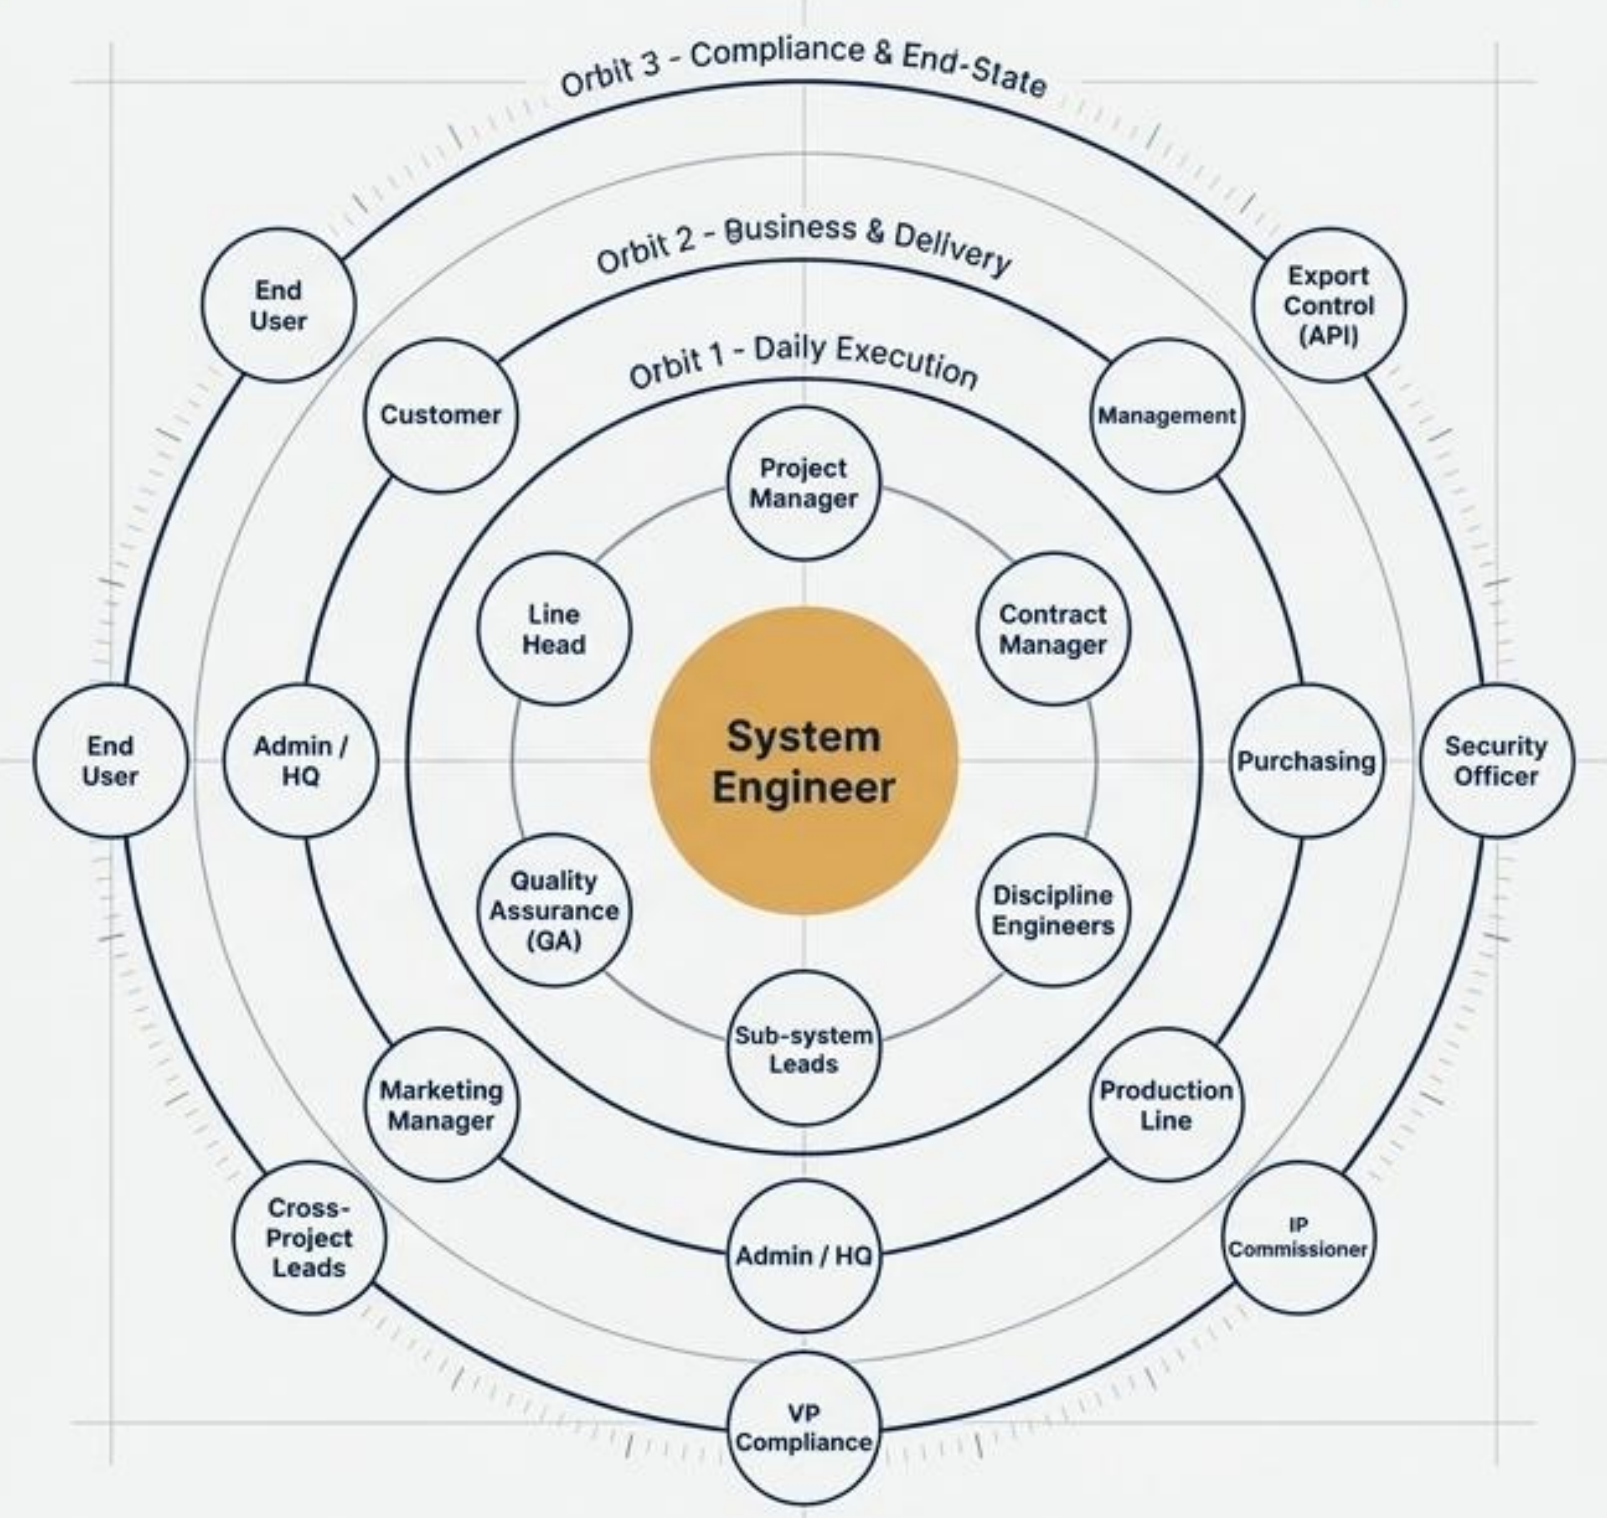 Orbit 3 - Compliance & End-State
Orbit 2 - Business & Delivery
Orbit 1 - Daily Execution
End
User
Export
Control
(API)
Customer
Management
Project
Manager
Line
Head
Contract
Manager
System
Engineer
End
User
Admin /
HQ
Purchasing
Security
Officer
Quality
Assurance
(GA)
Discipline
Engineers
Sub-system
Leads
Marketing
Manager
Production
Line
Cross-
Project
Leads
Admin / HQ
IP
Commissioner
VP
Compliance